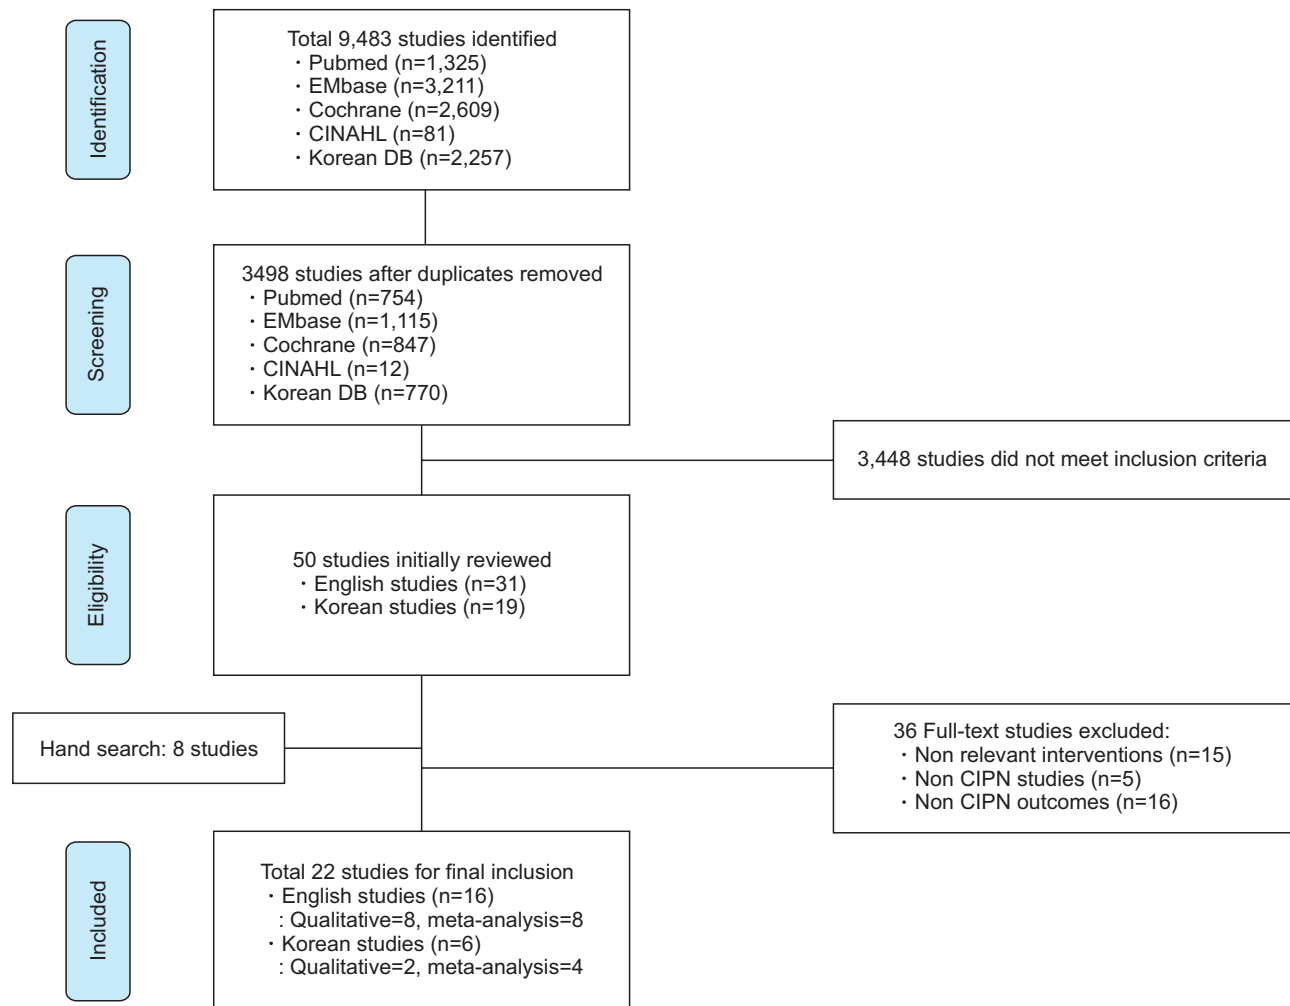 Identification
Total 9,483 studies identified
· Pubmed (n=1,325)
· EMbase (n=3,211)
· Cochrane (n=2,609)
· CINAHL (n=81)
· Korean DB (n=2,257)
Screening
3498 studies after duplicates removed
· Pubmed (n=754)
· EMbase (n=1,115)
· Cochrane (n=847)
· CINAHL (n=12)
· Korean DB (n=770)
3,448 studies did not meet inclusion criteria
Eligibility
50 studies initially reviewed
· English studies (n=31)
· Korean studies (n=19)
Hand search: 8 studies
36 Full-text studies excluded:
· Non relevant interventions (n=15)
· Non CIPN studies (n=5)
· Non CIPN outcomes (n=16)
Included
Total 22 studies for final inclusion
· English studies (n=16)
: Qualitative=8, meta-analysis=8
· Korean studies (n=6)
: Qualitative=2, meta-analysis=4